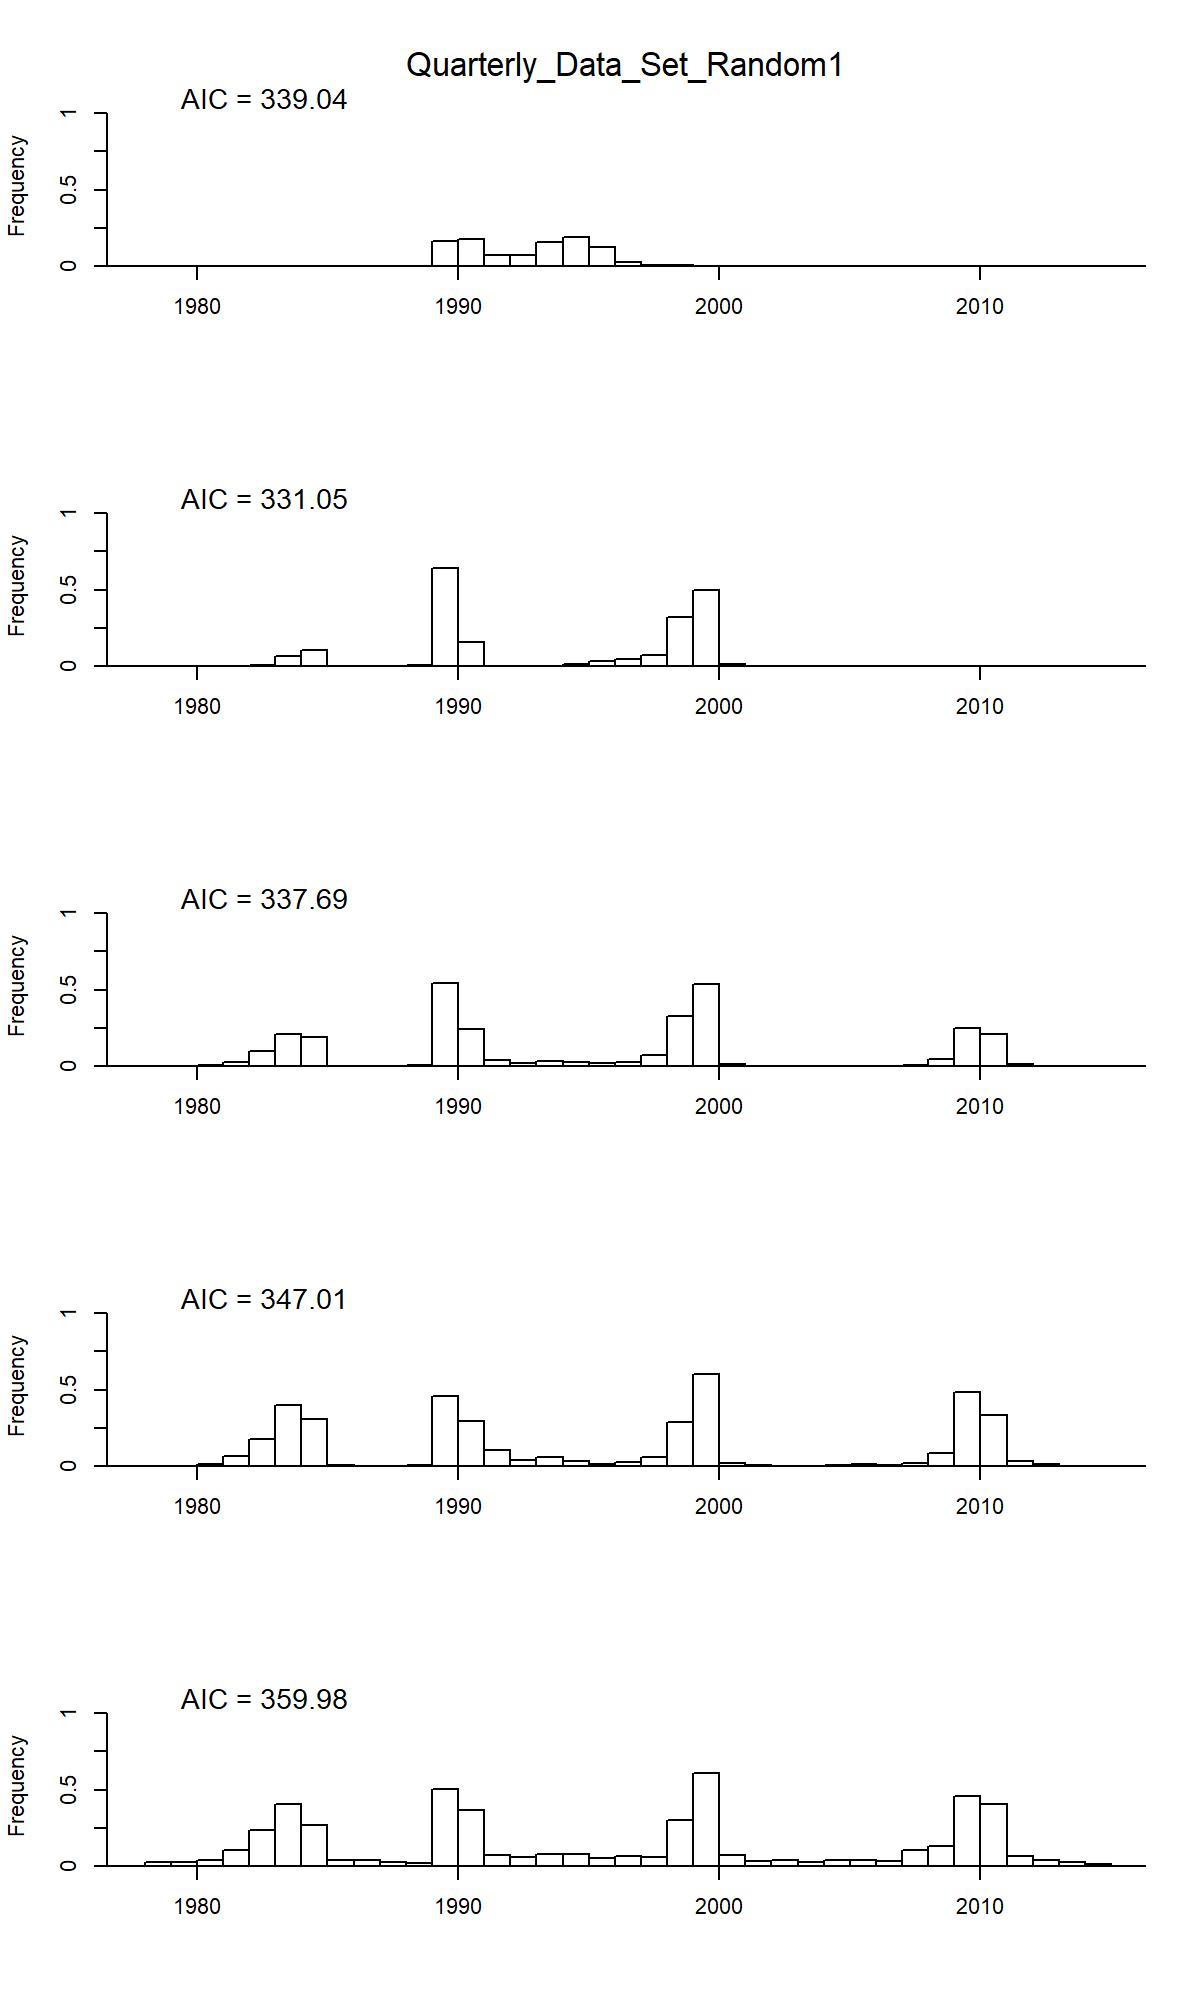 Quarterly_Data_Set_Random1
AIC = 339.04
Frequency
1
0.5
0
1980 1990 2000 2010
AIC = 331.05
Frequency
1
0.5
0
1980 1990 2000 2010
AIC = 337.69
Frequency
1
0.5
0
1980 1990 2000 2010
AIC = 347.01
Frequency
1
0.5
0
1980 1990 2000 2010
AIC = 359.98
Frequency
1
0.5
0
1980 1990 2000 2010